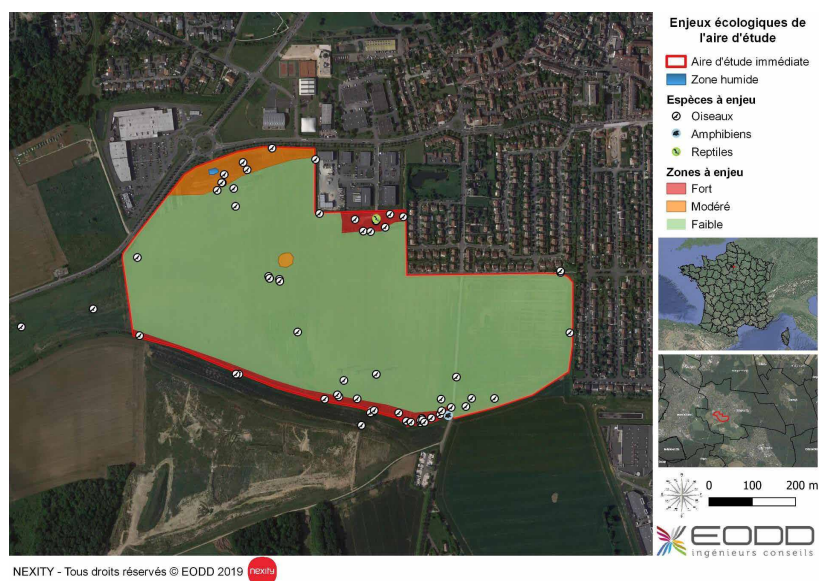 Enjeux écologiques de
l'aire d'étude
Aire d'étude immédiate
Zone humide
Espèces à enjeu
Oiseaux
Amphibiens
Reptiles
Zones à enjeu
Fort
Modéré
Faible
0 100 200 m
EODD
ingénieurs conseils
NEXITY - Tous droits réservés © EODD 2019 nexity